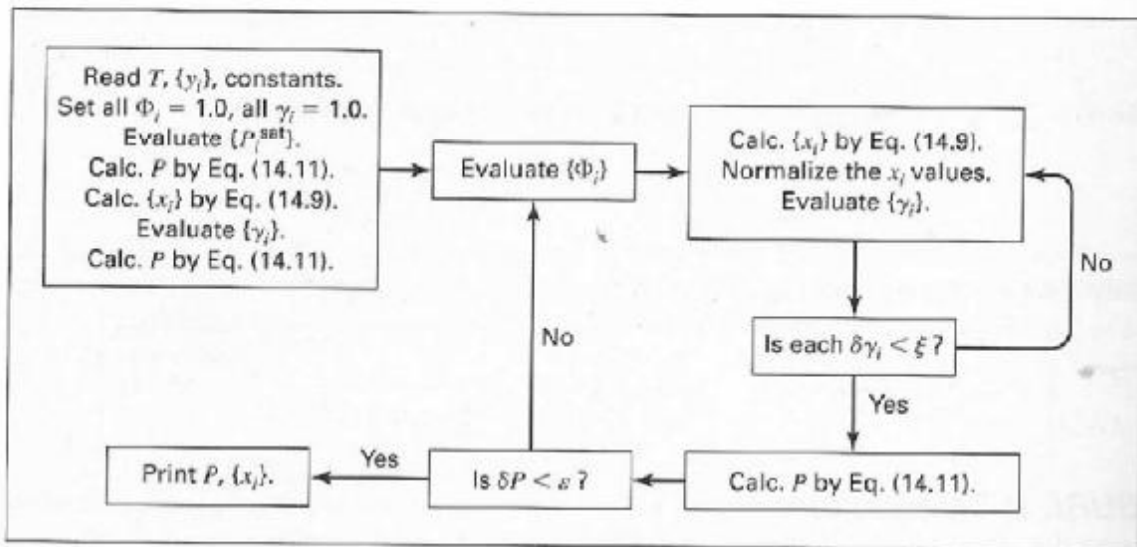 Read T, {yᵢ}, constants.
Set all Φᵢ = 1.0, all γᵢ = 1.0.
Evaluate {Pᵢˢᵃᵗ}.
Calc. P by Eq. (14.11).
Calc. {xᵢ} by Eq. (14.9).
Evaluate {γᵢ}.
Calc. P by Eq. (14.11).
Evaluate {Φᵢ}
Calc. {xᵢ} by Eq. (14.9).
Normalize the xᵢ values.
Evaluate {γᵢ}.
No
Is each δγᵢ < ξ ?
Yes
Calc. P by Eq. (14.11).
Is δP < ε ?
No
Yes
Print P, {xᵢ}.